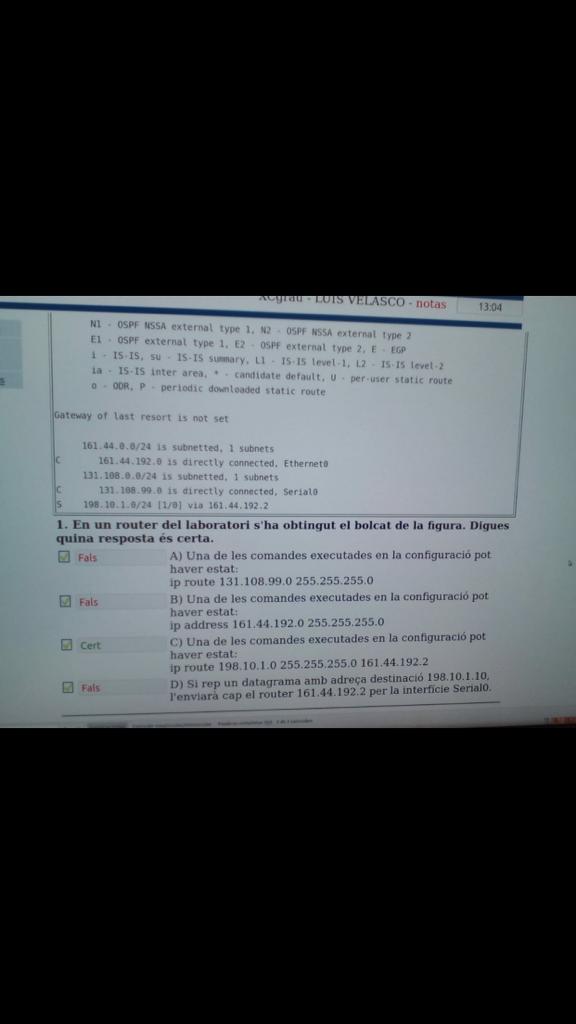 XCgrau - LUIS VELASCO - notas
13:04
N1 - OSPF NSSA external type 1, N2 - OSPF NSSA external type 2
E1 - OSPF external type 1, E2 - OSPF external type 2, E - EGP
i - IS-IS, su - IS-IS summary, L1 - IS-IS level-1, L2 - IS-IS level-2
ia - IS-IS inter area, * - candidate default, U - per-user static route
o - ODR, P - periodic downloaded static route
Gateway of last resort is not set
161.44.0.0/24 is subnetted, 1 subnets
C 161.44.192.0 is directly connected, Ethernet0
131.108.0.0/24 is subnetted, 1 subnets
C 131.108.99.0 is directly connected, Serial0
S 198.10.1.0/24 [1/0] via 161.44.192.2
1. En un router del laboratori s'ha obtingut el bolcat de la figura. Digues
quina resposta és certa.
Fals A) Una de les comandes executades en la configuració pot
haver estat:
ip route 131.108.99.0 255.255.255.0
Fals B) Una de les comandes executades en la configuració pot
haver estat:
ip address 161.44.192.0 255.255.255.0
Cert C) Una de les comandes executades en la configuració pot
haver estat:
ip route 198.10.1.0 255.255.255.0 161.44.192.2
Fals D) Si rep un datagrama amb adreça destinació 198.10.1.10,
l'enviarà cap el router 161.44.192.2 per la interfície Serial0.